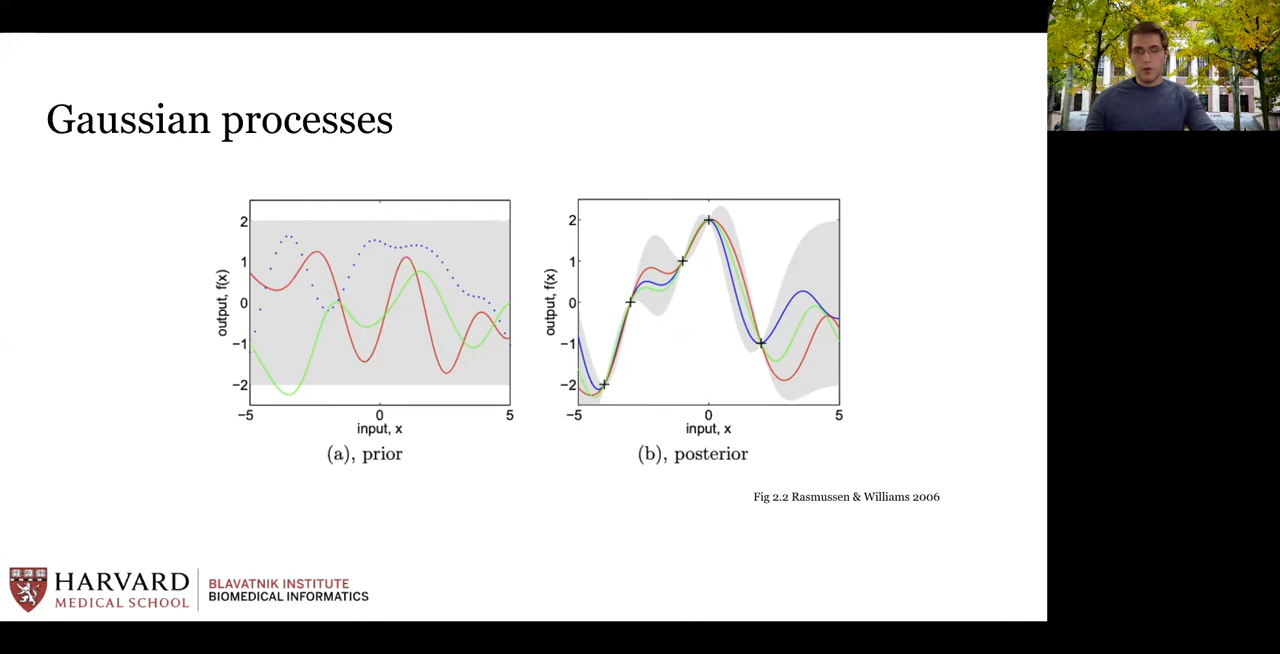 Gaussian processes
2
1
0
−1
−2
output, f(x)
−5
0
5
input, x
(a), prior
2
1
0
−1
−2
output, f(x)
−5
0
5
input, x
(b), posterior
Fig 2.2 Rasmussen & Williams 2006
HARVARD
MEDICAL SCHOOL
BLAVATNIK INSTITUTE
BIOMEDICAL INFORMATICS